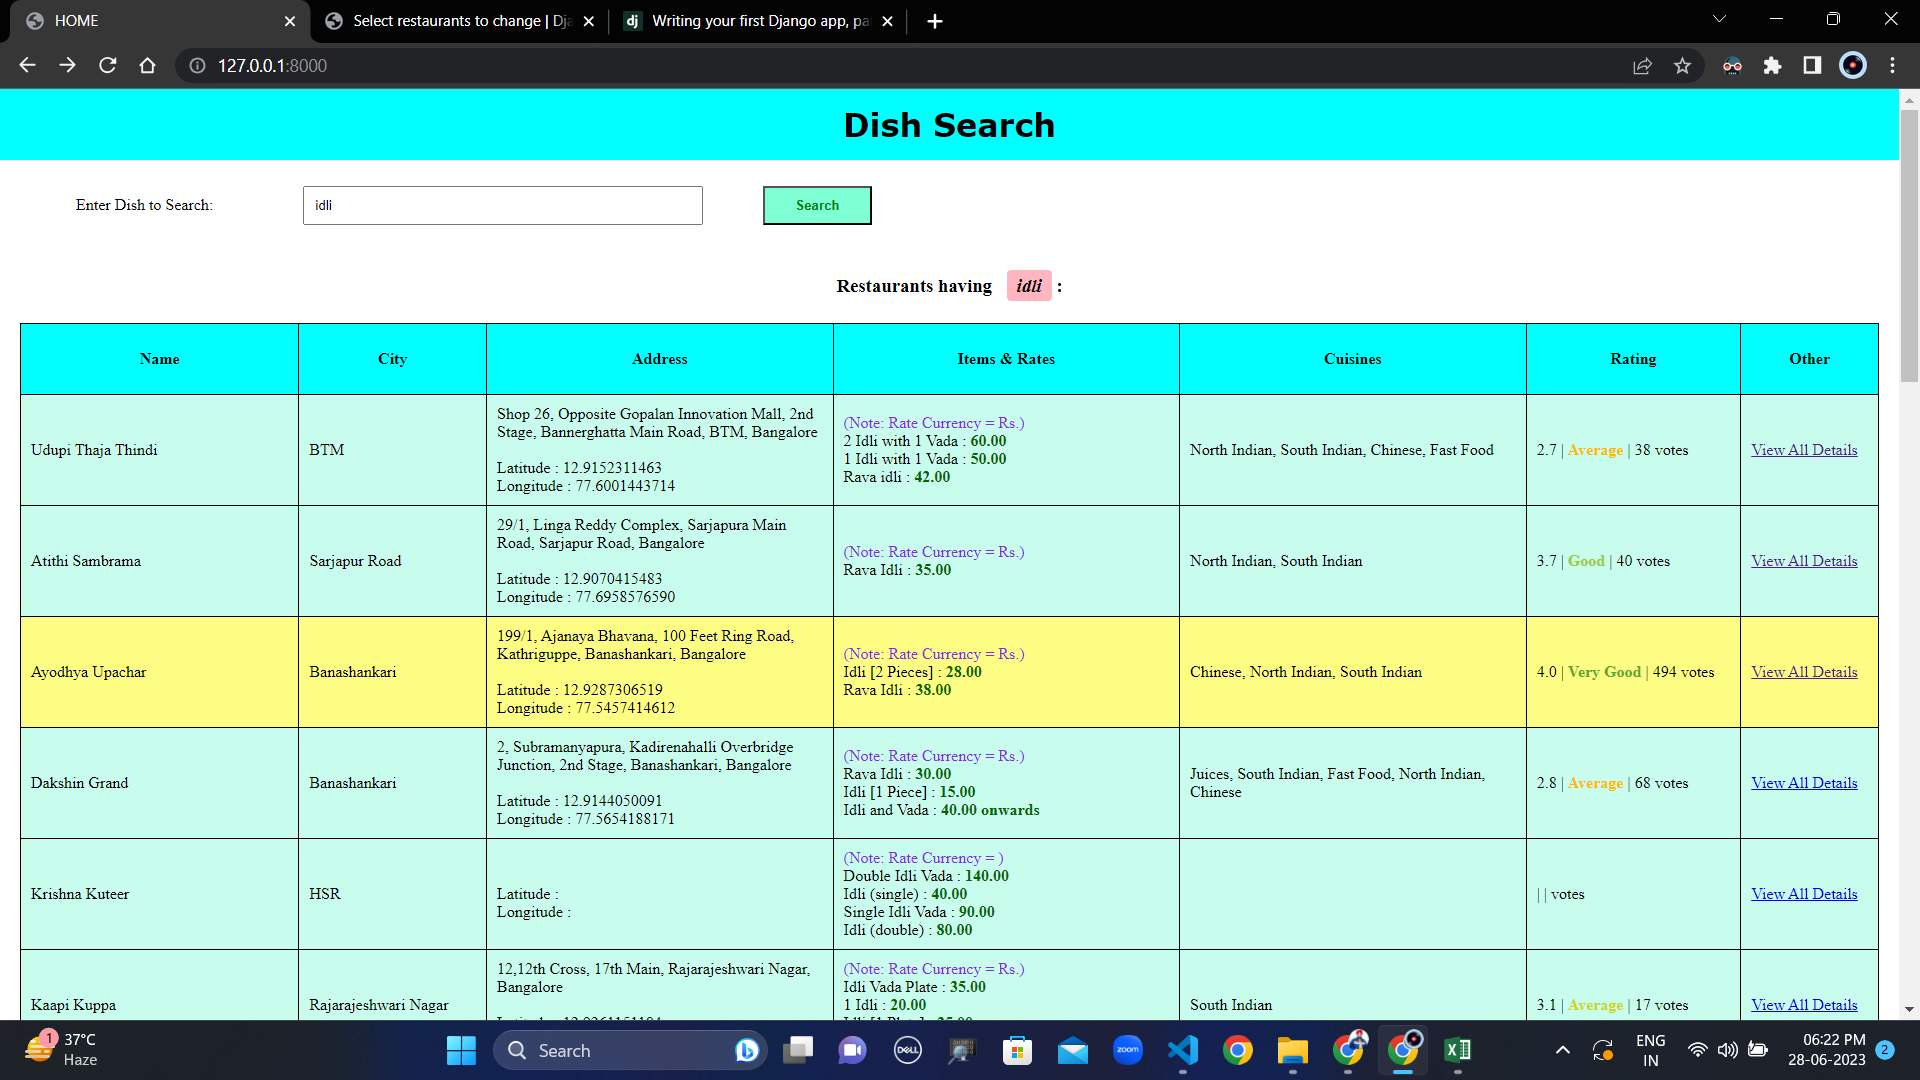 HOME
Select restaurants to change | Dja
Writing your first Django app, pa
127.0.0.1:8000
Dish Search
Enter Dish to Search:
idli
Search
Restaurants having idli :
Name City Address Items & Rates Cuisines Rating Other
Udupi Thaja Thindi
BTM
Shop 26, Opposite Gopalan Innovation Mall, 2nd
Stage, Bannerghatta Main Road, BTM, Bangalore
Latitude : 12.9152311463
Longitude : 77.6001443714
(Note: Rate Currency = Rs.)
2 Idli with 1 Vada : 60.00
1 Idli with 1 Vada : 50.00
Rava idli : 42.00
North Indian, South Indian, Chinese, Fast Food
2.7 | Average | 38 votes
View All Details
Atithi Sambrama
Sarjapur Road
29/1, Linga Reddy Complex, Sarjapura Main
Road, Sarjapur Road, Bangalore
Latitude : 12.9070415483
Longitude : 77.6958576590
(Note: Rate Currency = Rs.)
Rava Idli : 35.00
North Indian, South Indian
3.7 | Good | 40 votes
View All Details
Ayodhya Upachar
Banashankari
199/1, Ajanaya Bhavana, 100 Feet Ring Road,
Kathriguppe, Banashankari, Bangalore
Latitude : 12.9287306519
Longitude : 77.5457414612
(Note: Rate Currency = Rs.)
Idli [2 Pieces] : 28.00
Rava Idli : 38.00
Chinese, North Indian, South Indian
4.0 | Very Good | 494 votes
View All Details
Dakshin Grand
Banashankari
2, Subramanyapura, Kadirenahalli Overbridge
Junction, 2nd Stage, Banashankari, Bangalore
Latitude : 12.9144050091
Longitude : 77.5654188171
(Note: Rate Currency = Rs.)
Rava Idli : 30.00
Idli [1 Piece] : 15.00
Idli and Vada : 40.00 onwards
Juices, South Indian, Fast Food, North Indian,
Chinese
2.8 | Average | 68 votes
View All Details
Krishna Kuteer
HSR
Latitude :
Longitude :
(Note: Rate Currency = )
Double Idli Vada : 140.00
Idli (single) : 40.00
Single Idli Vada : 90.00
Idli (double) : 80.00
| | votes
View All Details
Kaapi Kuppa
Rajarajeshwari Nagar
12,12th Cross, 17th Main, Rajarajeshwari Nagar,
Bangalore
(Note: Rate Currency = Rs.)
Idli Vada Plate : 35.00
1 Idli : 20.00
South Indian
3.1 | Average | 17 votes
View All Details
1
37°C
Haze
Search
DELL
zoom
ENG
IN
06:22 PM
28-06-2023
2